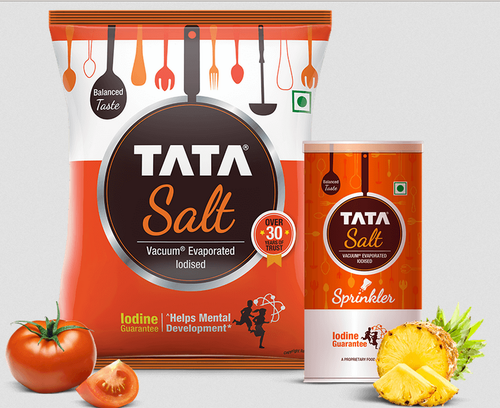 Balanced
Taste
TATA®
Salt
Vacuum® Evaporated
Iodised
OVER
30
YEARS OF
TRUST
Iodine
Guarantee
^Helps Mental
Development*
Balanced
Taste
TATA
Salt
VACUUM® EVAPORATED
IODISED
Sprinkler
Iodine
Guarantee
A PROPRIETARY FOOD